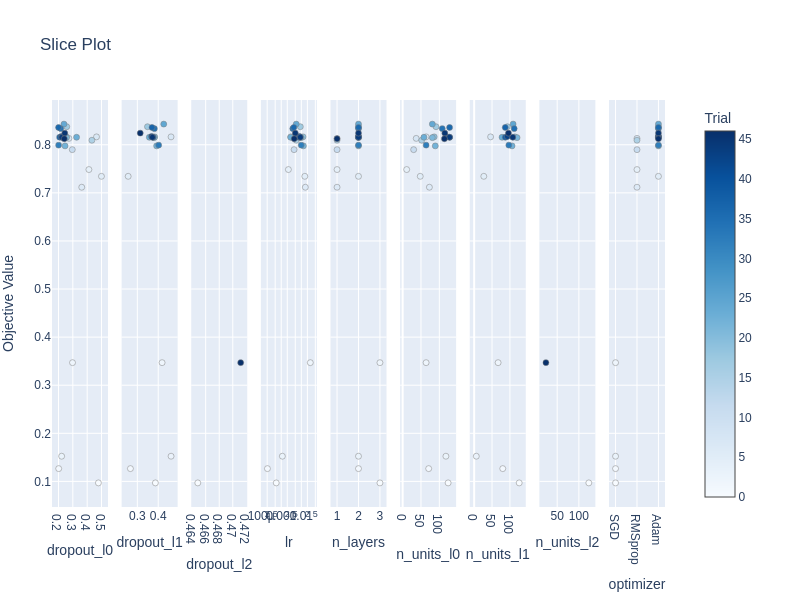 Slice Plot
Trial
Objective Value
0.8
0.7
0.6
0.5
0.4
0.3
0.2
0.1
45
40
35
30
25
20
15
10
5
0
0.2 0.3 0.4 0.5
dropout_l0
0.3 0.4
dropout_l1
0.464 0.466 0.468 0.47 0.472
dropout_l2
lr
1 2 3
n_layers
0 50 100
n_units_l0
0 50 100
n_units_l1
50 100
n_units_l2
SGD RMSprop Adam
optimizer